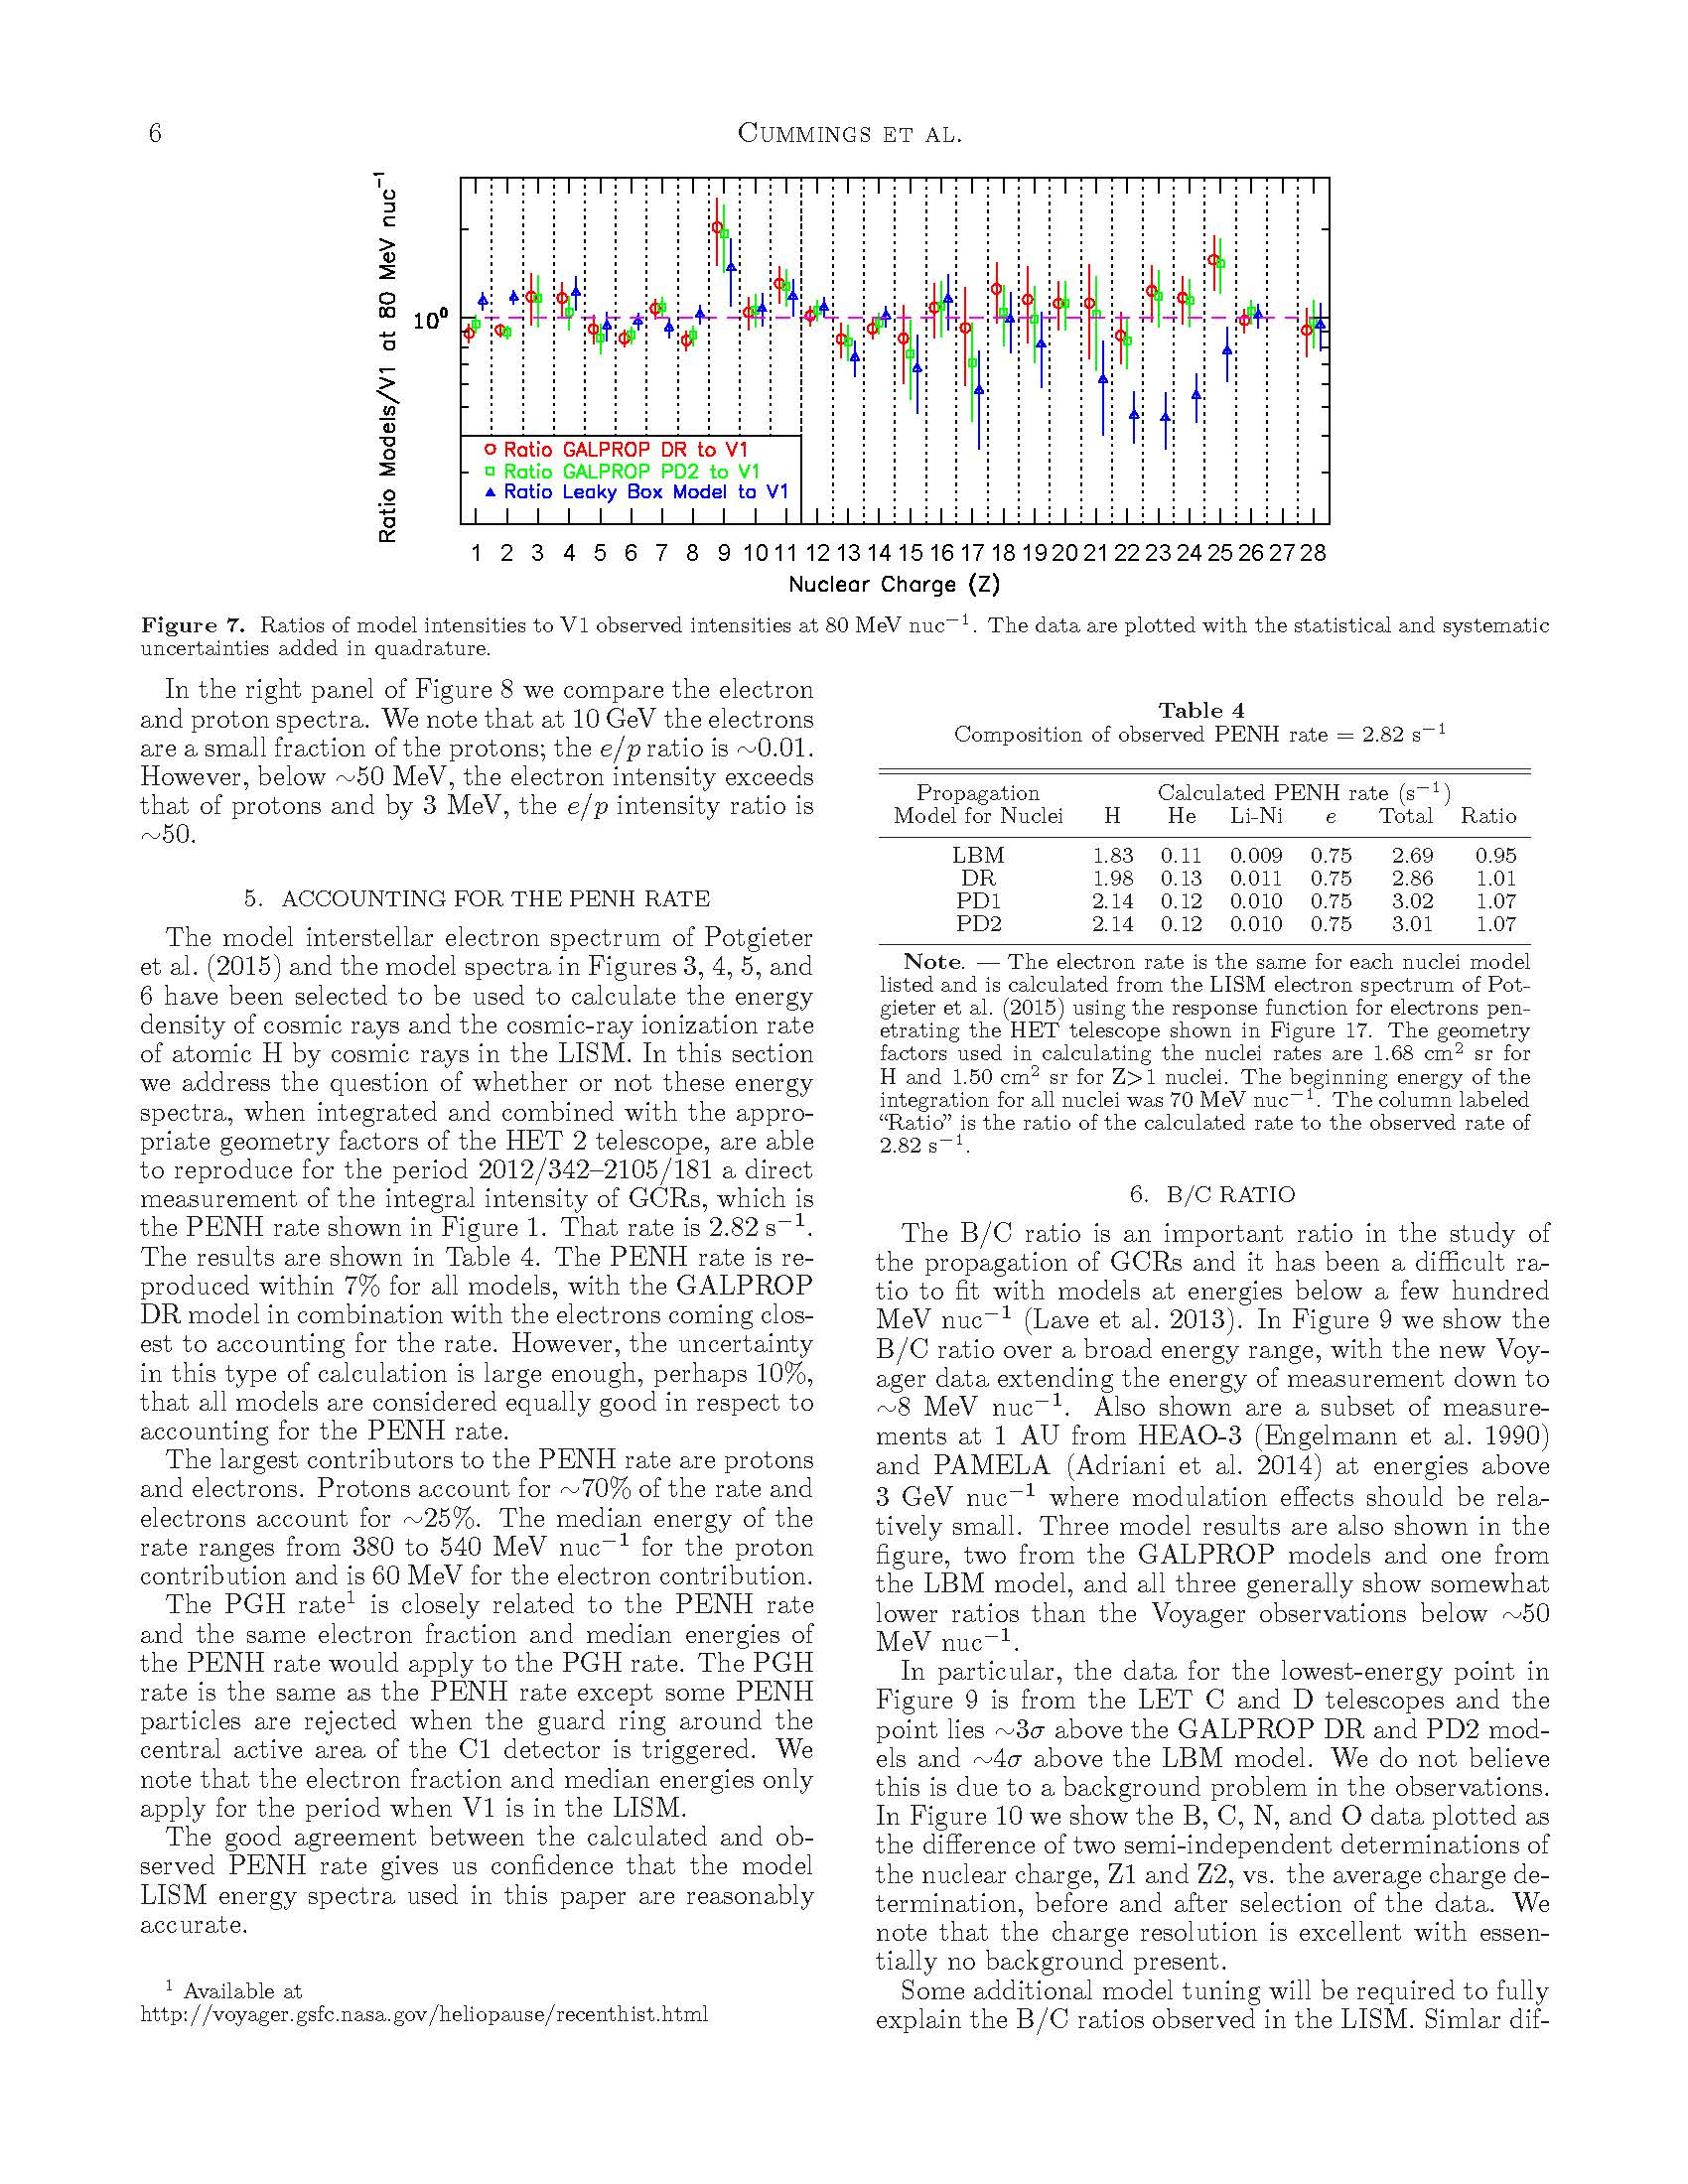 6
CUMMINGS ET AL.
Ratio Models/V1 at 80 MeV nuc⁻¹
10⁰
Ratio GALPROP DR to V1
Ratio GALPROP PD2 to V1
Ratio Leaky Box Model to V1
1 2 3 4 5 6 7 8 9 10 11 12 13 14 15 16 17 18 19 20 21 22 23 24 25 26 27 28
Nuclear Charge (Z)
Figure 7. Ratios of model intensities to V1 observed intensities at 80 MeV nuc⁻¹. The data are plotted with the statistical and systematic
uncertainties added in quadrature.
In the right panel of Figure 8 we compare the electron
and proton spectra. We note that at 10 GeV the electrons
are a small fraction of the protons; the e/p ratio is ∼0.01.
However, below ∼50 MeV, the electron intensity exceeds
that of protons and by 3 MeV, the e/p intensity ratio is
∼50.
5. ACCOUNTING FOR THE PENH RATE
The model interstellar electron spectrum of Potgieter
et al. (2015) and the model spectra in Figures 3, 4, 5, and
6 have been selected to be used to calculate the energy
density of cosmic rays and the cosmic-ray ionization rate
of atomic H by cosmic rays in the LISM. In this section
we address the question of whether or not these energy
spectra, when integrated and combined with the appro-
priate geometry factors of the HET 2 telescope, are able
to reproduce for the period 2012/342–2105/181 a direct
measurement of the integral intensity of GCRs, which is
the PENH rate shown in Figure 1. That rate is 2.82 s⁻¹.
The results are shown in Table 4. The PENH rate is re-
produced within 7% for all models, with the GALPROP
DR model in combination with the electrons coming clos-
est to accounting for the rate. However, the uncertainty
in this type of calculation is large enough, perhaps 10%,
that all models are considered equally good in respect to
accounting for the PENH rate.
The largest contributors to the PENH rate are protons
and electrons. Protons account for ∼70% of the rate and
electrons account for ∼25%. The median energy of the
rate ranges from 380 to 540 MeV nuc⁻¹ for the proton
contribution and is 60 MeV for the electron contribution.
The PGH rate¹ is closely related to the PENH rate
and the same electron fraction and median energies of
the PENH rate would apply to the PGH rate. The PGH
rate is the same as the PENH rate except some PENH
particles are rejected when the guard ring around the
central active area of the C1 detector is triggered. We
note that the electron fraction and median energies only
apply for the period when V1 is in the LISM.
The good agreement between the calculated and ob-
served PENH rate gives us confidence that the model
LISM energy spectra used in this paper are reasonably
accurate.
¹ Available at
http://voyager.gsfc.nasa.gov/heliopause/recenthist.html
Table 4
Composition of observed PENH rate = 2.82 s⁻¹
Propagation Calculated PENH rate (s⁻¹)
Model for Nuclei H He Li-Ni e Total Ratio
LBM 1.83 0.11 0.009 0.75 2.69 0.95
DR 1.98 0.13 0.011 0.75 2.86 1.01
PD1 2.14 0.12 0.010 0.75 3.02 1.07
PD2 2.14 0.12 0.010 0.75 3.01 1.07
Note. — The electron rate is the same for each nuclei model
listed and is calculated from the LISM electron spectrum of Pot-
gieter et al. (2015) using the response function for electrons pen-
etrating the HET telescope shown in Figure 17. The geometry
factors used in calculating the nuclei rates are 1.68 cm² sr for
H and 1.50 cm² sr for Z>1 nuclei. The beginning energy of the
integration for all nuclei was 70 MeV nuc⁻¹. The column labeled
“Ratio” is the ratio of the calculated rate to the observed rate of
2.82 s⁻¹.
6. B/C RATIO
The B/C ratio is an important ratio in the study of
the propagation of GCRs and it has been a difficult ra-
tio to fit with models at energies below a few hundred
MeV nuc⁻¹ (Lave et al. 2013). In Figure 9 we show the
B/C ratio over a broad energy range, with the new Voy-
ager data extending the energy of measurement down to
∼8 MeV nuc⁻¹. Also shown are a subset of measure-
ments at 1 AU from HEAO-3 (Engelmann et al. 1990)
and PAMELA (Adriani et al. 2014) at energies above
3 GeV nuc⁻¹ where modulation effects should be rela-
tively small. Three model results are also shown in the
figure, two from the GALPROP models and one from
the LBM model, and all three generally show somewhat
lower ratios than the Voyager observations below ∼50
MeV nuc⁻¹.
In particular, the data for the lowest-energy point in
Figure 9 is from the LET C and D telescopes and the
point lies ∼3σ above the GALPROP DR and PD2 mod-
els and ∼4σ above the LBM model. We do not believe
this is due to a background problem in the observations.
In Figure 10 we show the B, C, N, and O data plotted as
the difference of two semi-independent determinations of
the nuclear charge, Z1 and Z2, vs. the average charge de-
termination, before and after selection of the data. We
note that the charge resolution is excellent with essen-
tially no background present.
Some additional model tuning will be required to fully
explain the B/C ratios observed in the LISM. Simlar dif-